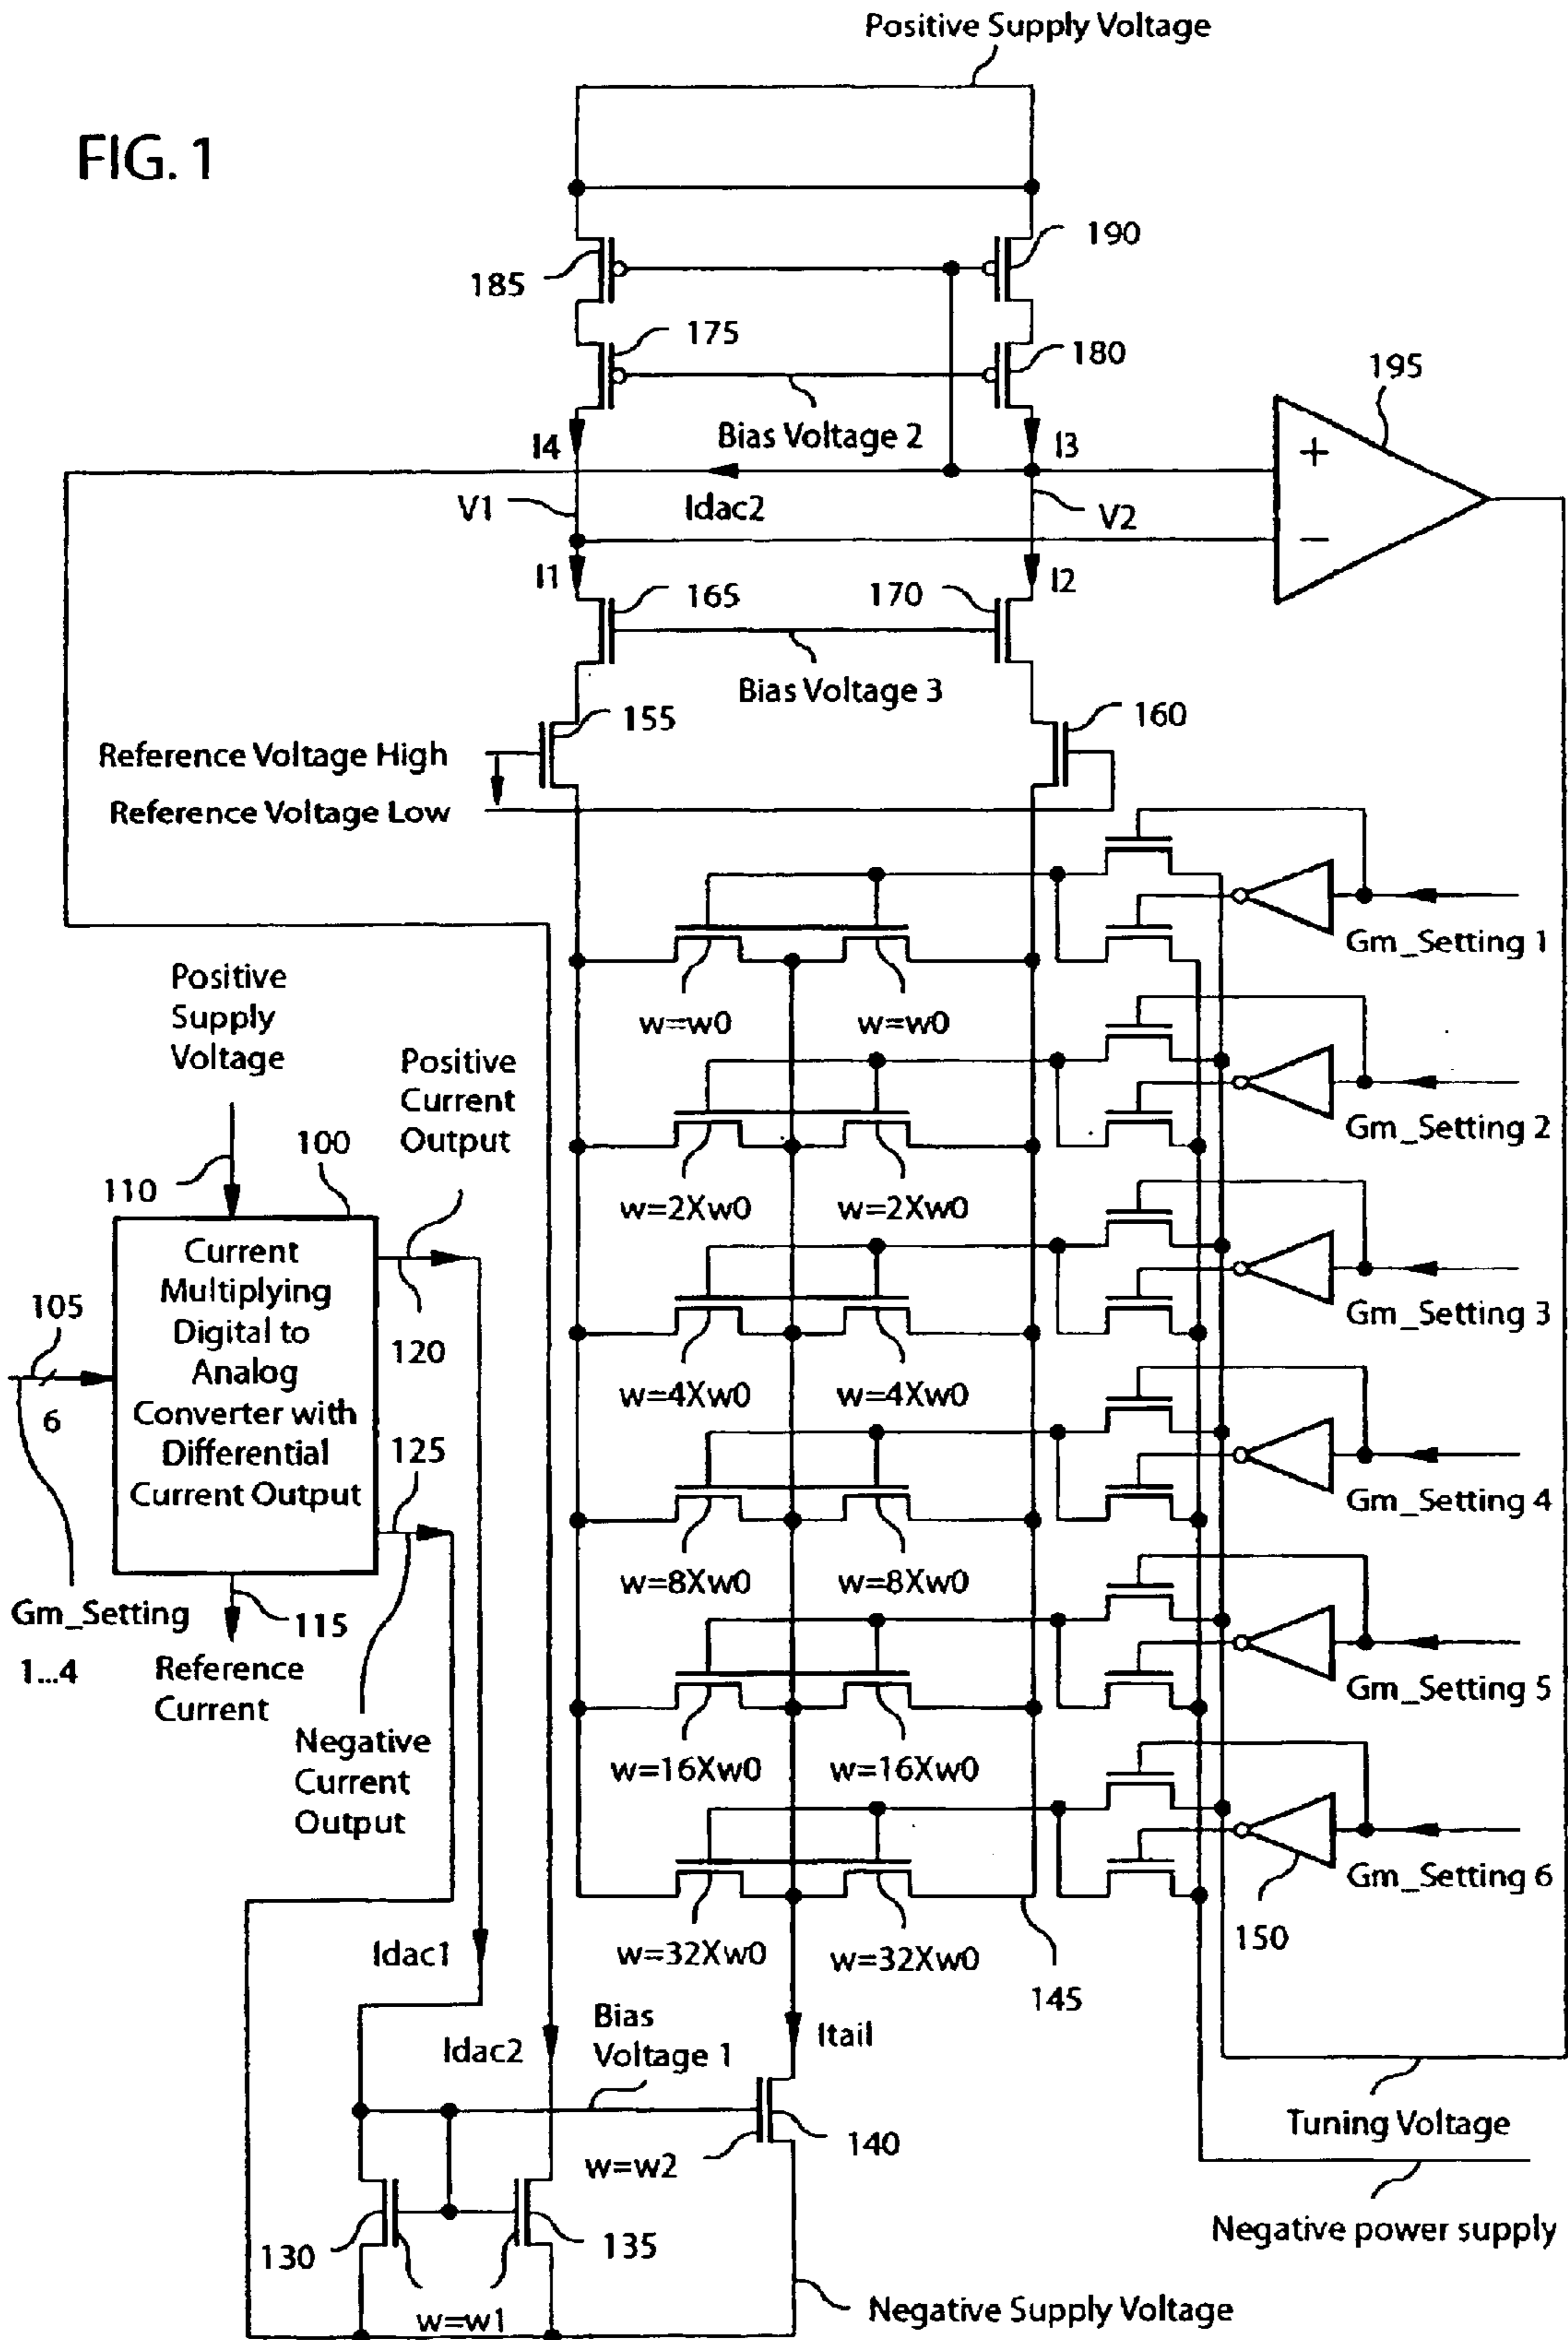 Positive Supply Voltage
FIG. 1
190
185
175
180
195
I4
Bias Voltage 2
I3
+
V1
Idac2
V2
−
I1
165
170
I2
Bias Voltage 3
155
160
Reference Voltage High
Reference Voltage Low
Gm_Setting 1
w=w0
w=w0
Positive
Supply
Voltage
Positive
Current
Output
Gm_Setting 2
w=2Xw0
w=2Xw0
110
100
Current
Multiplying
Digital to
Analog
Converter with
Differential
Current Output
105
6
120
125
Gm_Setting 3
w=4Xw0
w=4Xw0
Gm_Setting 4
w=8Xw0
w=8Xw0
Gm_Setting
1...4
115
Reference
Current
Negative
Current
Output
Gm_Setting 5
w=16Xw0
w=16Xw0
Gm_Setting 6
150
w=32Xw0
w=32Xw0
145
Idac1
Idac2
Bias
Voltage 1
Itail
Tuning Voltage
w=w2
140
130
135
w=w1
Negative power supply
Negative Supply Voltage